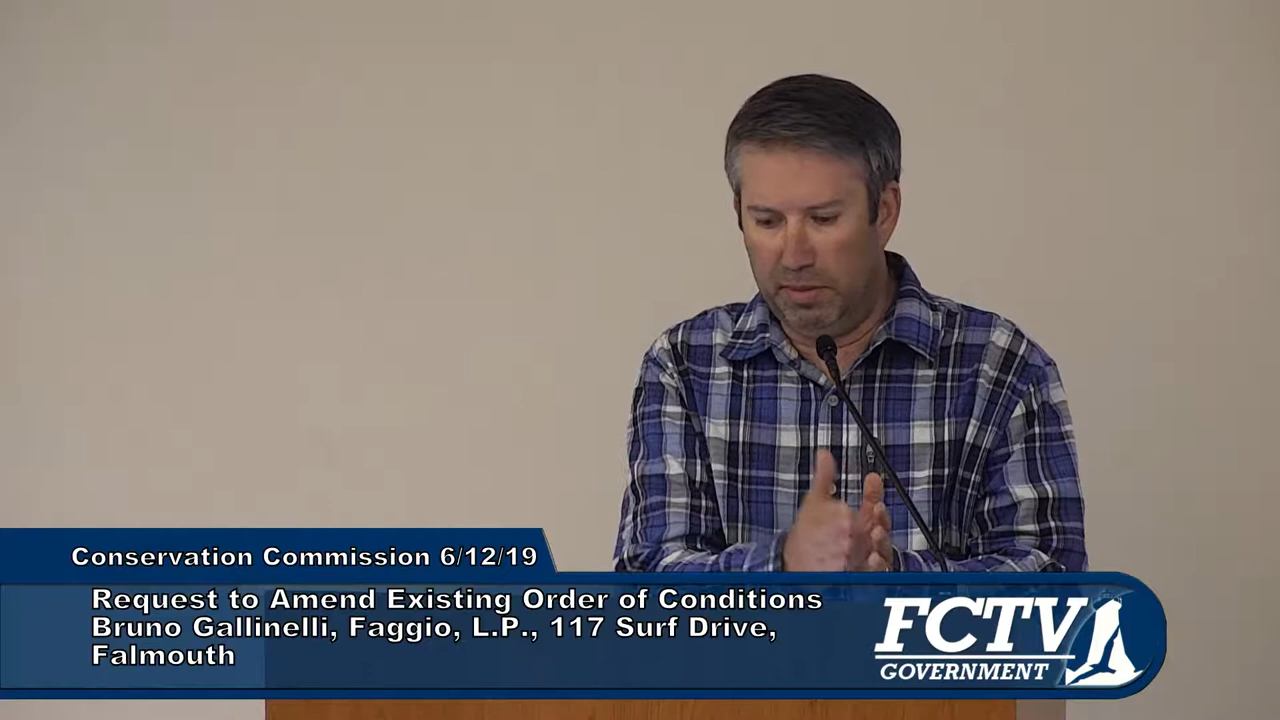 Conservation Commission 6/12/19
Request to Amend Existing Order of Conditions
Bruno Gallinelli, Faggio, L.P., 117 Surf Drive,
Falmouth
FCTV
GOVERNMENT